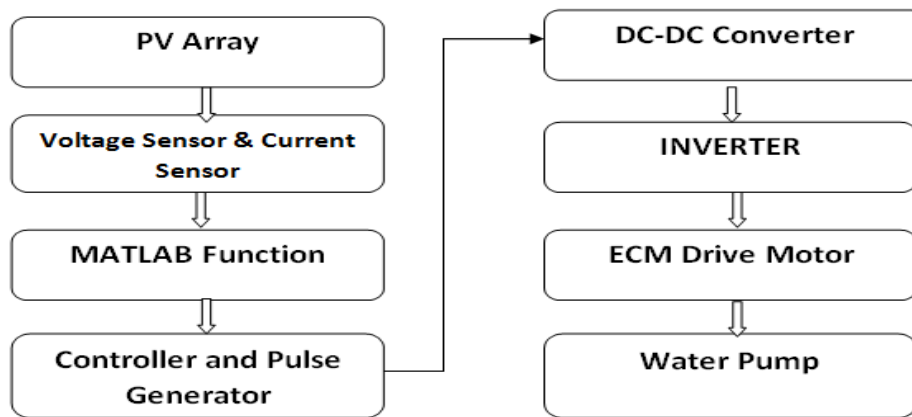 PV Array
Voltage Sensor & Current
Sensor
MATLAB Function
Controller and Pulse
Generator
DC-DC Converter
INVERTER
ECM Drive Motor
Water Pump